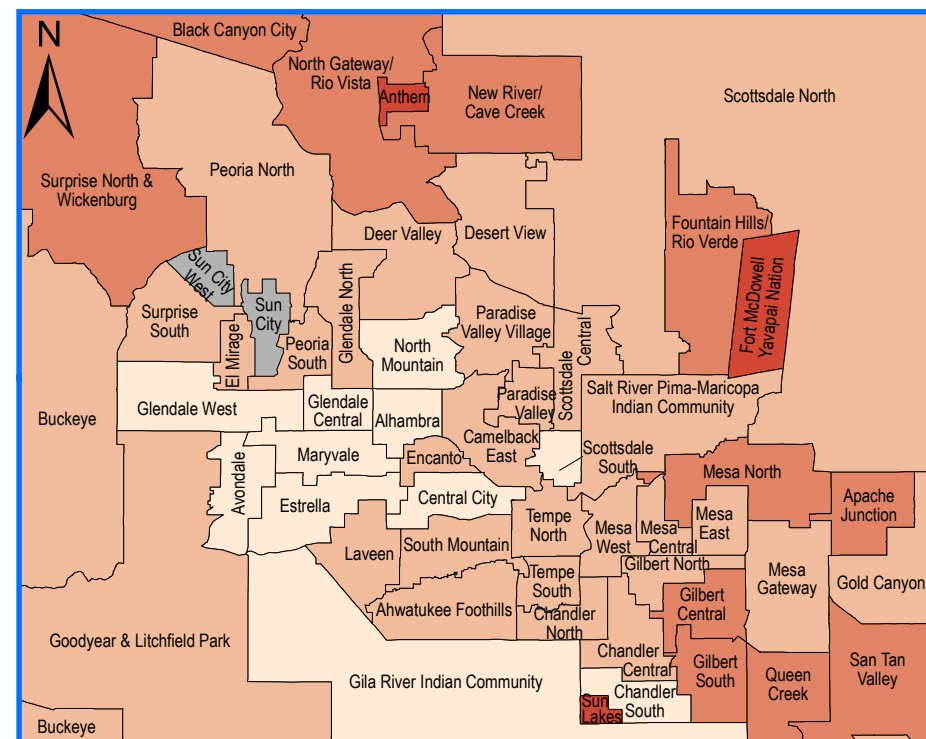 N
Black Canyon City
North Gateway/
Rio Vista
Anthem
New River/
Cave Creek
Scottsdale North
Peoria North
Surprise North &
Wickenburg
Deer Valley
Desert View
Fountain Hills/
Rio Verde
Fort McDowell
Yavapai Nation
Sun City
West
Sun
City
Surprise
South
El Mirage
Peoria
South
Glendale North
North
Mountain
Paradise
Valley Village
Scottsdale
Central
Paradise
Valley
Salt River Pima-Maricopa
Indian Community
Buckeye
Glendale West
Glendale
Central
Alhambra
Camelback
East
Scottsdale
South
Maryvale
Encanto
Mesa North
Avondale
Estrella
Central City
Apache
Junction
Tempe
North
Mesa
West
Mesa
Central
Mesa
East
Laveen
South Mountain
Gilbert North
Mesa
Gateway
Gold Canyon
Tempe
South
Ahwatukee Foothills
Chandler
North
Gilbert
Central
Goodyear & Litchfield Park
Chandler
Central
Gilbert
South
San Tan
Valley
Queen
Creek
Gila River Indian Community
Chandler
South
Sun
Lakes
Buckeye